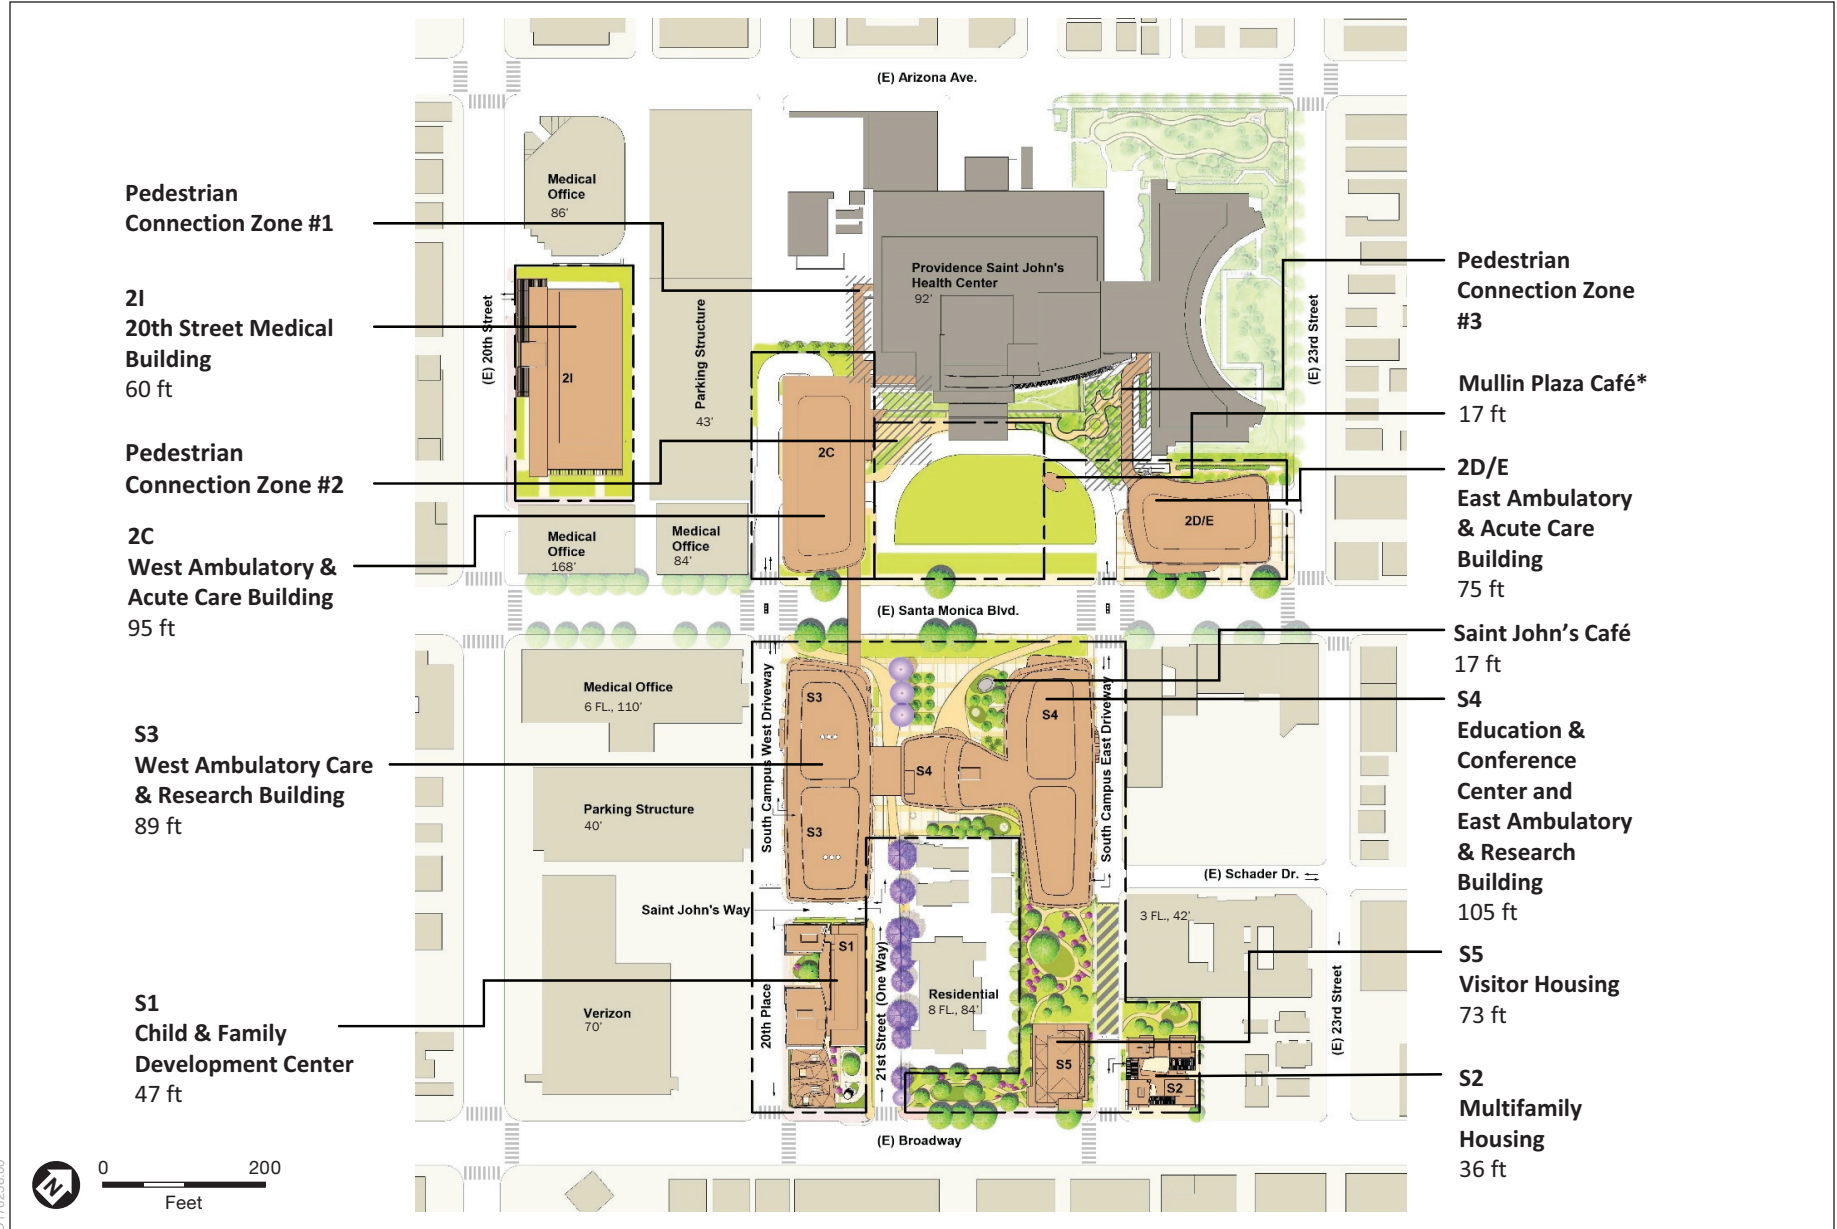 (E) Arizona Ave.
Pedestrian
Connection Zone #1
2I
20th Street Medical
Building
60 ft
Pedestrian
Connection Zone #2
2C
West Ambulatory &
Acute Care Building
95 ft
S3
West Ambulatory Care
& Research Building
89 ft
S1
Child & Family
Development Center
47 ft
Medical
Office
86'
(E) 20th Street
2I
Parking Structure
43'
Medical
Office
168'
Medical
Office
84'
Providence Saint John's
Health Center
92'
2C
2D/E
(E) 23rd Street
(E) Santa Monica Blvd.
Medical Office
6 FL., 110'
Parking Structure
40'
South Campus West Driveway
S3
S3
S4
S4
South Campus East Driveway
(E) Schader Dr.
Saint John's Way
3 FL., 42'
Verizon
70'
20th Place
S1
21st Street (One Way)
Residential
8 FL., 84'
S5
S2
(E) 23rd Street
(E) Broadway
Pedestrian
Connection Zone
#3
Mullin Plaza Café*
17 ft
2D/E
East Ambulatory
& Acute Care
Building
75 ft
Saint John’s Café
17 ft
S4
Education &
Conference
Center and
East Ambulatory
& Research
Building
105 ft
S5
Visitor Housing
73 ft
S2
Multifamily
Housing
36 ft
N
0 200
Feet